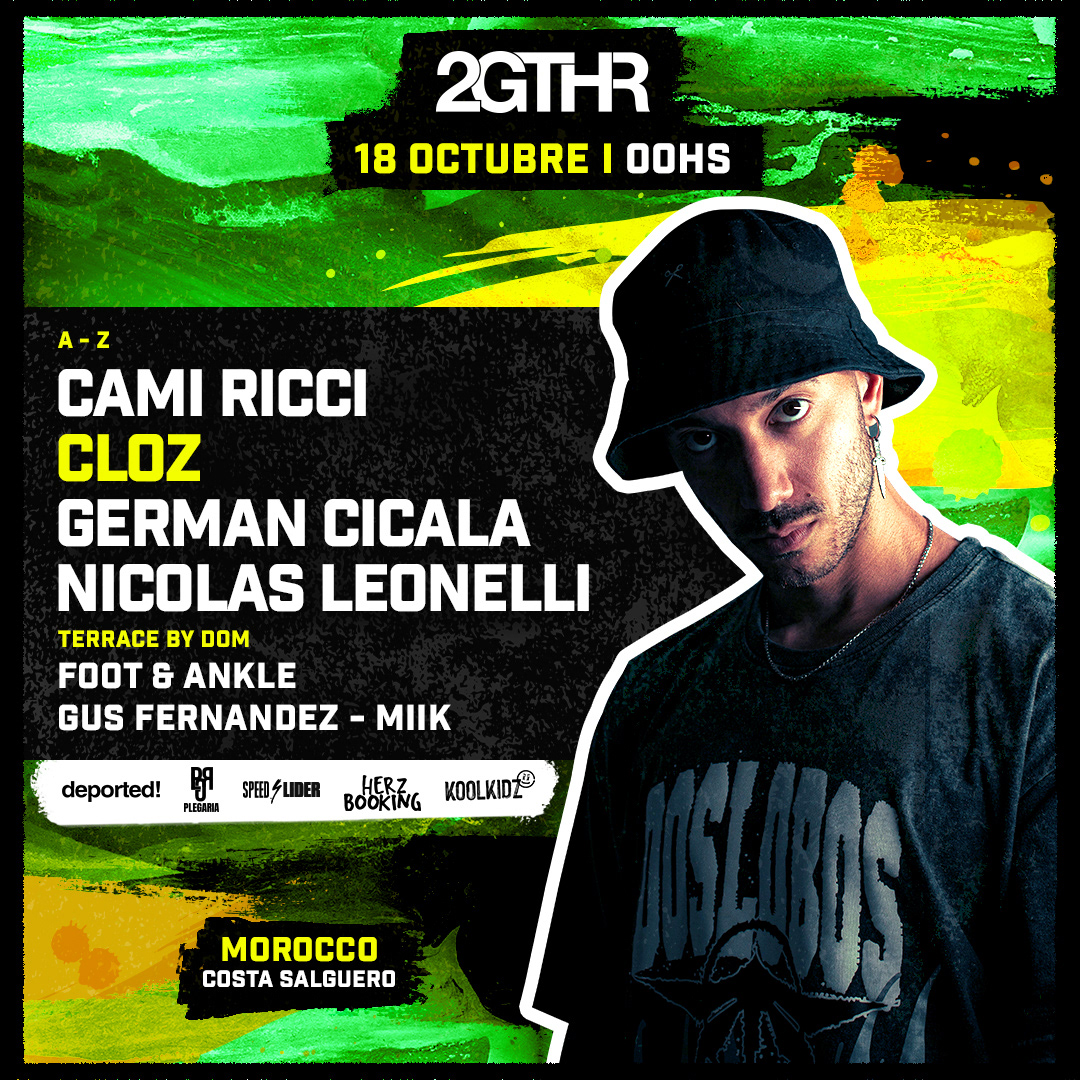 2GTHR
18 OCTUBRE | 00HS
A - Z
CAMI RICCI
CLOZ
GERMAN CICALA
NICOLAS LEONELLI
TERRACE BY DOM
FOOT & ANKLE
GUS FERNANDEZ - MIIK
deported!
PLEGARIA
SPEED LIDER
HERZ
BOOKING
KOOLKIDZ
DOSLOBOS
MOROCCO
COSTA SALGUERO